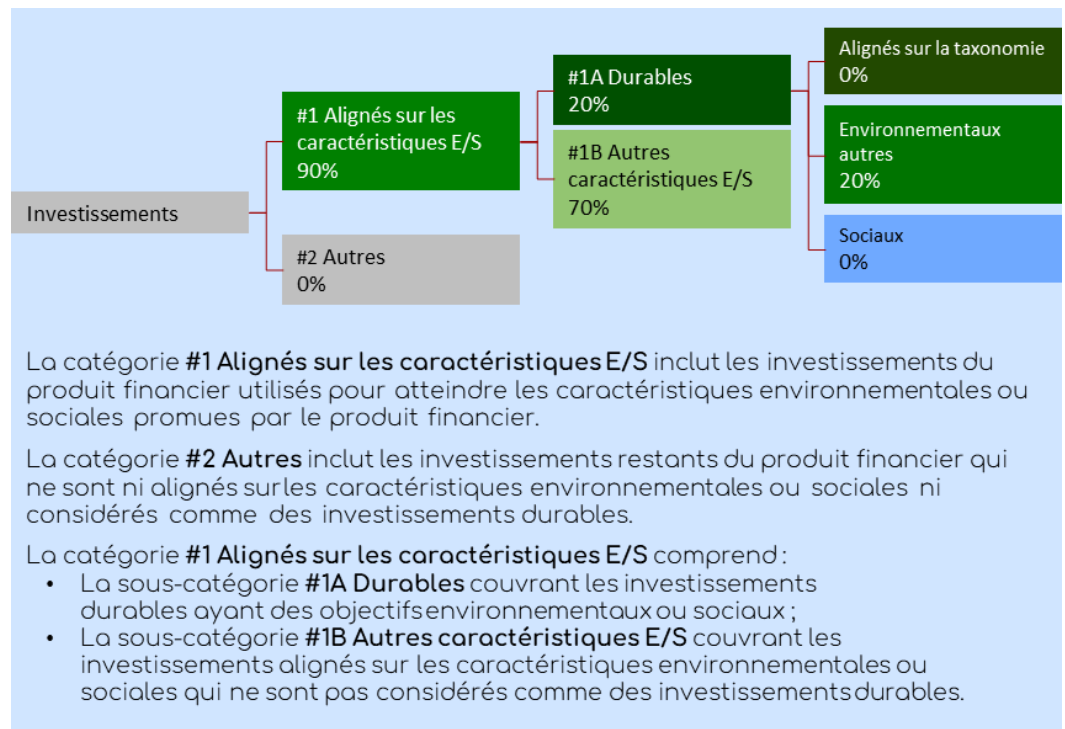 Investissements
#1 Alignés sur les
caractéristiques E/S
90%
#2 Autres
0%
#1A Durables
20%
#1B Autres
caractéristiques E/S
70%
Alignés sur la taxonomie
0%
Environnementaux
autres
20%
Sociaux
0%
La catégorie #1 Alignés sur les caractéristiques E/S inclut les investissements du
produit financier utilisés pour atteindre les caractéristiques environnementales ou
sociales promues par le produit financier.
La catégorie #2 Autres inclut les investissements restants du produit financier qui
ne sont ni alignés surles caractéristiques environnementales ou sociales ni
considérés comme des investissements durables.
La catégorie #1 Alignés sur les caractéristiques E/S comprend :
• La sous-catégorie #1A Durables couvrant les investissements
durables ayant des objectifs environnementaux ou sociaux ;
• La sous-catégorie #1B Autres caractéristiques E/S couvrant les
investissements alignés sur les caractéristiques environnementales ou
sociales qui ne sont pas considérés comme des investissements durables.